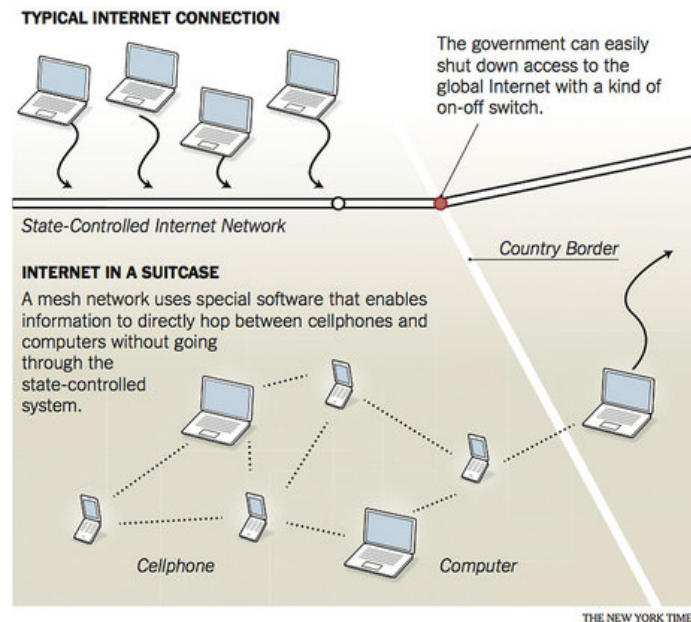 TYPICAL INTERNET CONNECTION
The government can easily
shut down access to the
global Internet with a kind of
on-off switch.
State-Controlled Internet Network
Country Border
INTERNET IN A SUITCASE
A mesh network uses special software that enables
information to directly hop between cellphones and
computers without going
through the
state-controlled
system.
Cellphone
Computer
THE NEW YORK TIME